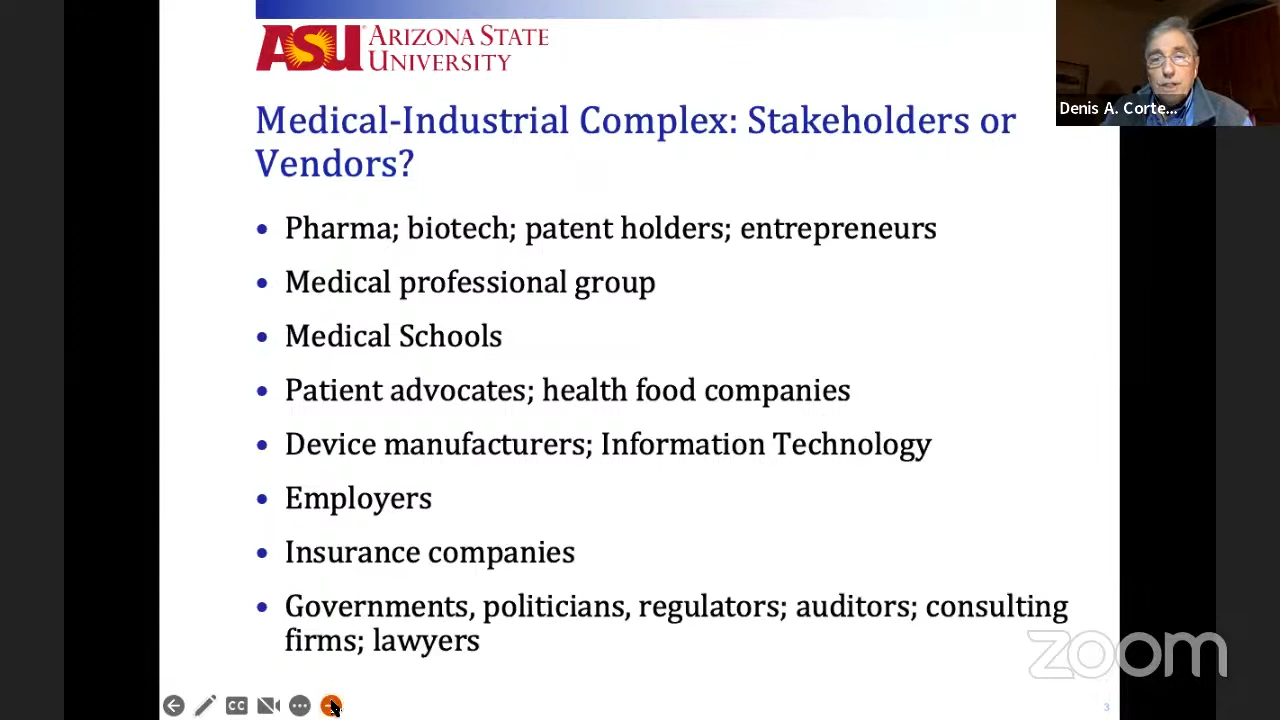 ASU ARIZONA STATE
UNIVERSITY
Denis A. Corte...
Medical-Industrial Complex: Stakeholders or
Vendors?
• Pharma; biotech; patent holders; entrepreneurs
• Medical professional group
• Medical Schools
• Patient advocates; health food companies
• Device manufacturers; Information Technology
• Employers
• Insurance companies
• Governments, politicians, regulators; auditors; consulting
firms; lawyers
zoom
CC
3